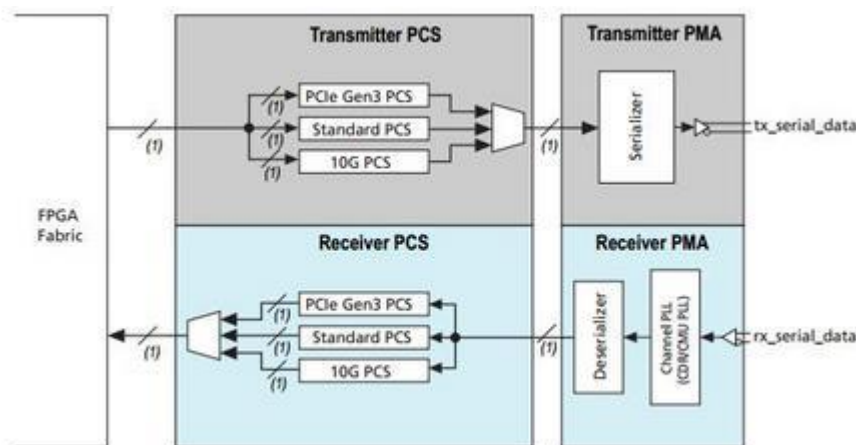 Transmitter PCS
Transmitter PMA
PCIe Gen3 PCS
(1)
Standard PCS
(1)
10G PCS
(1)
(1)
(1)
Serializer
tx_serial_data
FPGA
Fabric
Receiver PCS
Receiver PMA
PCIe Gen3 PCS
(1)
Standard PCS
(1)
10G PCS
(1)
(1)
(1)
Deserializer
Channel PLL
(CDR/CMU PLL)
rx_serial_data